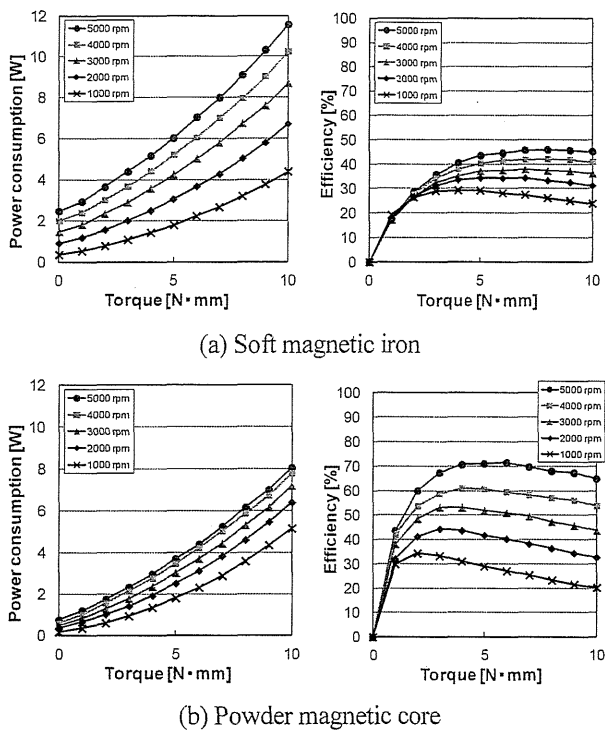 Power consumption [W]
12
10
8
6
4
2
0
5000 rpm
4000 rpm
3000 rpm
2000 rpm
1000 rpm
0 5 10
Torque [N・mm]
Efficiency [%]
100
90
80
70
60
50
40
30
20
10
0
5000 rpm
4000 rpm
3000 rpm
2000 rpm
1000 rpm
0 5 10
Torque [N・mm]
(a) Soft magnetic iron
Power consumption [W]
12
10
8
6
4
2
0
5000 rpm
4000 rpm
3000 rpm
2000 rpm
1000 rpm
0 5 10
Torque [N・mm]
Efficiency [%]
100
90
80
70
60
50
40
30
20
10
0
5000 rpm
4000 rpm
3000 rpm
2000 rpm
1000 rpm
0 5 10
Torque [N・mm]
(b) Powder magnetic core